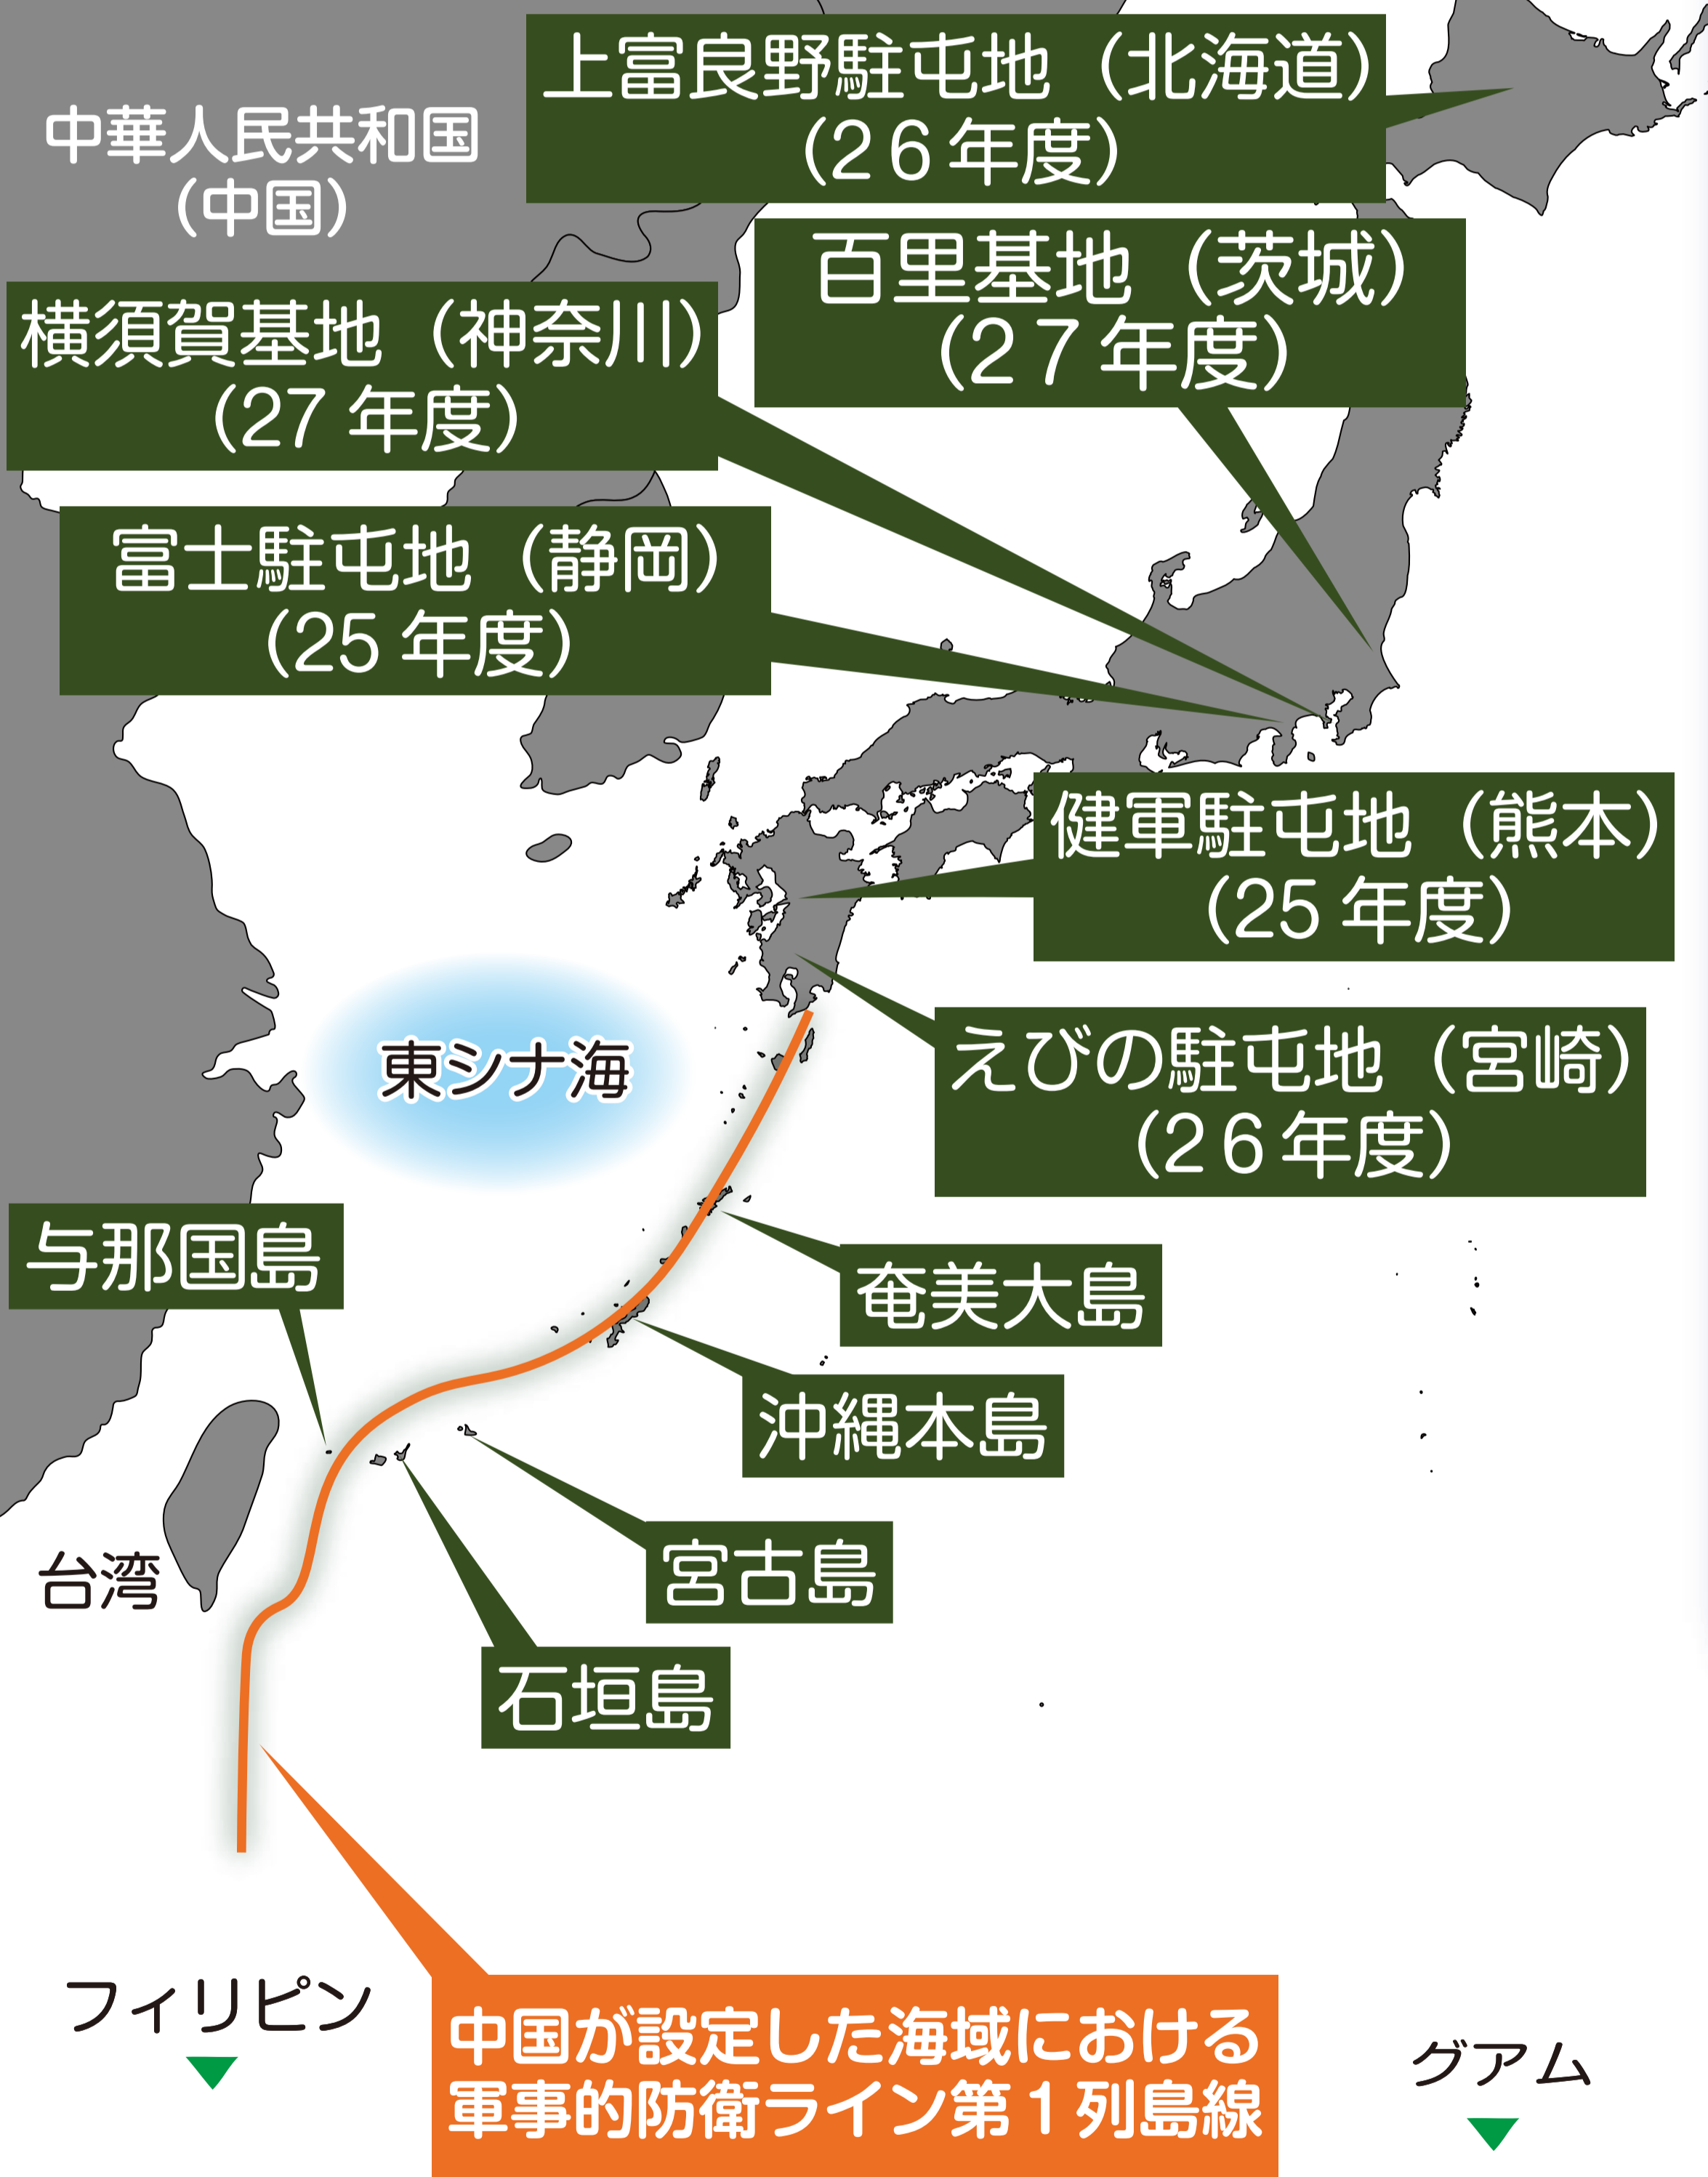 上富良野駐屯地（北海道）
（26年度）
中華人民共和国
（中国）
百里基地（茨城）
（27年度）
横須賀基地（神奈川）
（27年度）
富士駐屯地（静岡）
（25年度）
健軍駐屯地（熊本）
（25年度）
えびの駐屯地（宮崎）
（26年度）
東シナ海
与那国島
奄美大島
沖縄本島
宮古島
台湾
石垣島
フィリピン
中国が設定した海域における
軍事的防衛ライン第1列島線
グアム